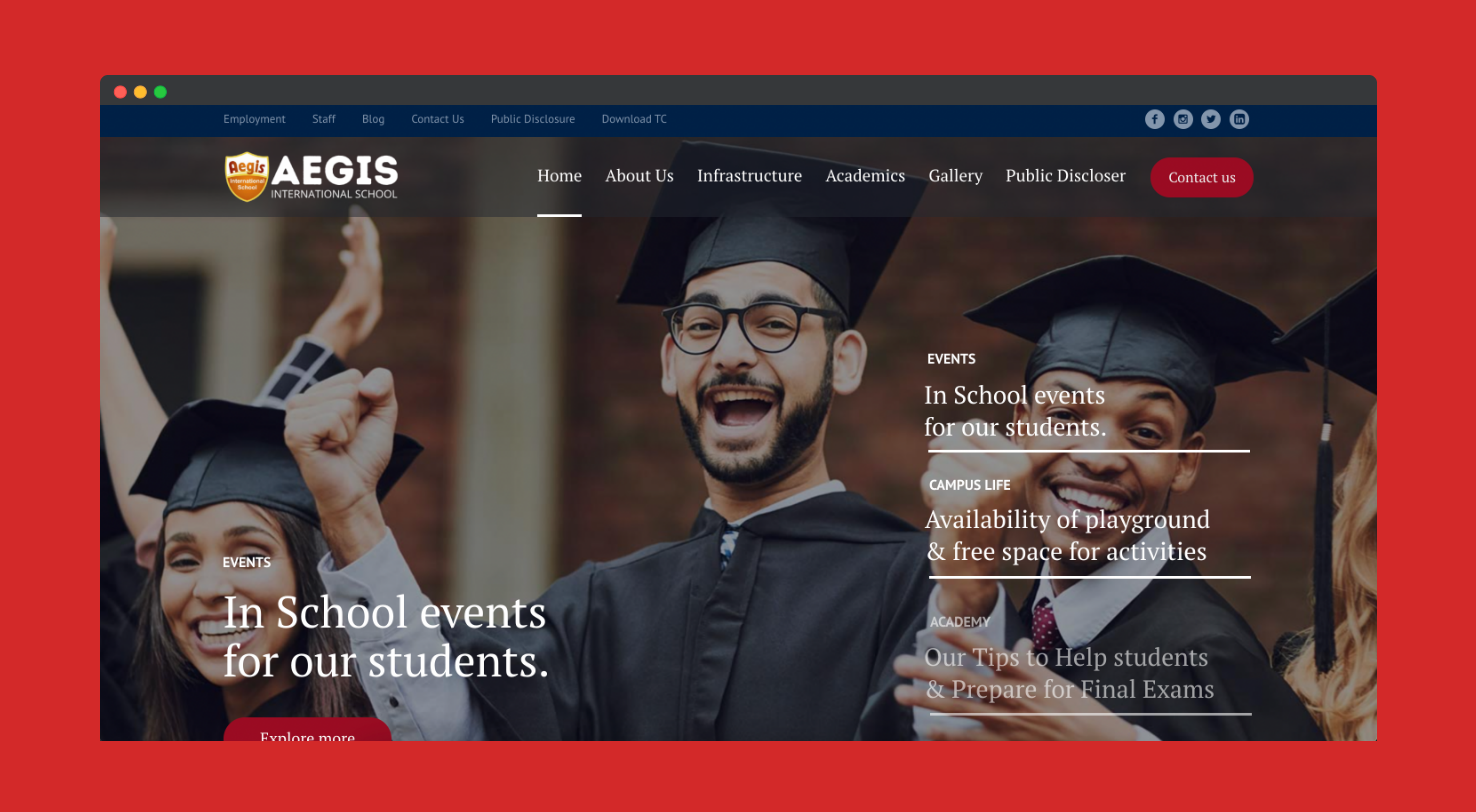 Employment Staff Blog Contact Us Public Disclosure Download TC
Aegis
International
School
AEGIS
INTERNATIONAL SCHOOL
Home About Us Infrastructure Academics Gallery Public Discloser Contact us
EVENTS
In School events
for our students.
Explore more
EVENTS
In School events
for our students.
CAMPUS LIFE
Availability of playground
& free space for activities
ACADEMY
Our Tips to Help students
& Prepare for Final Exams